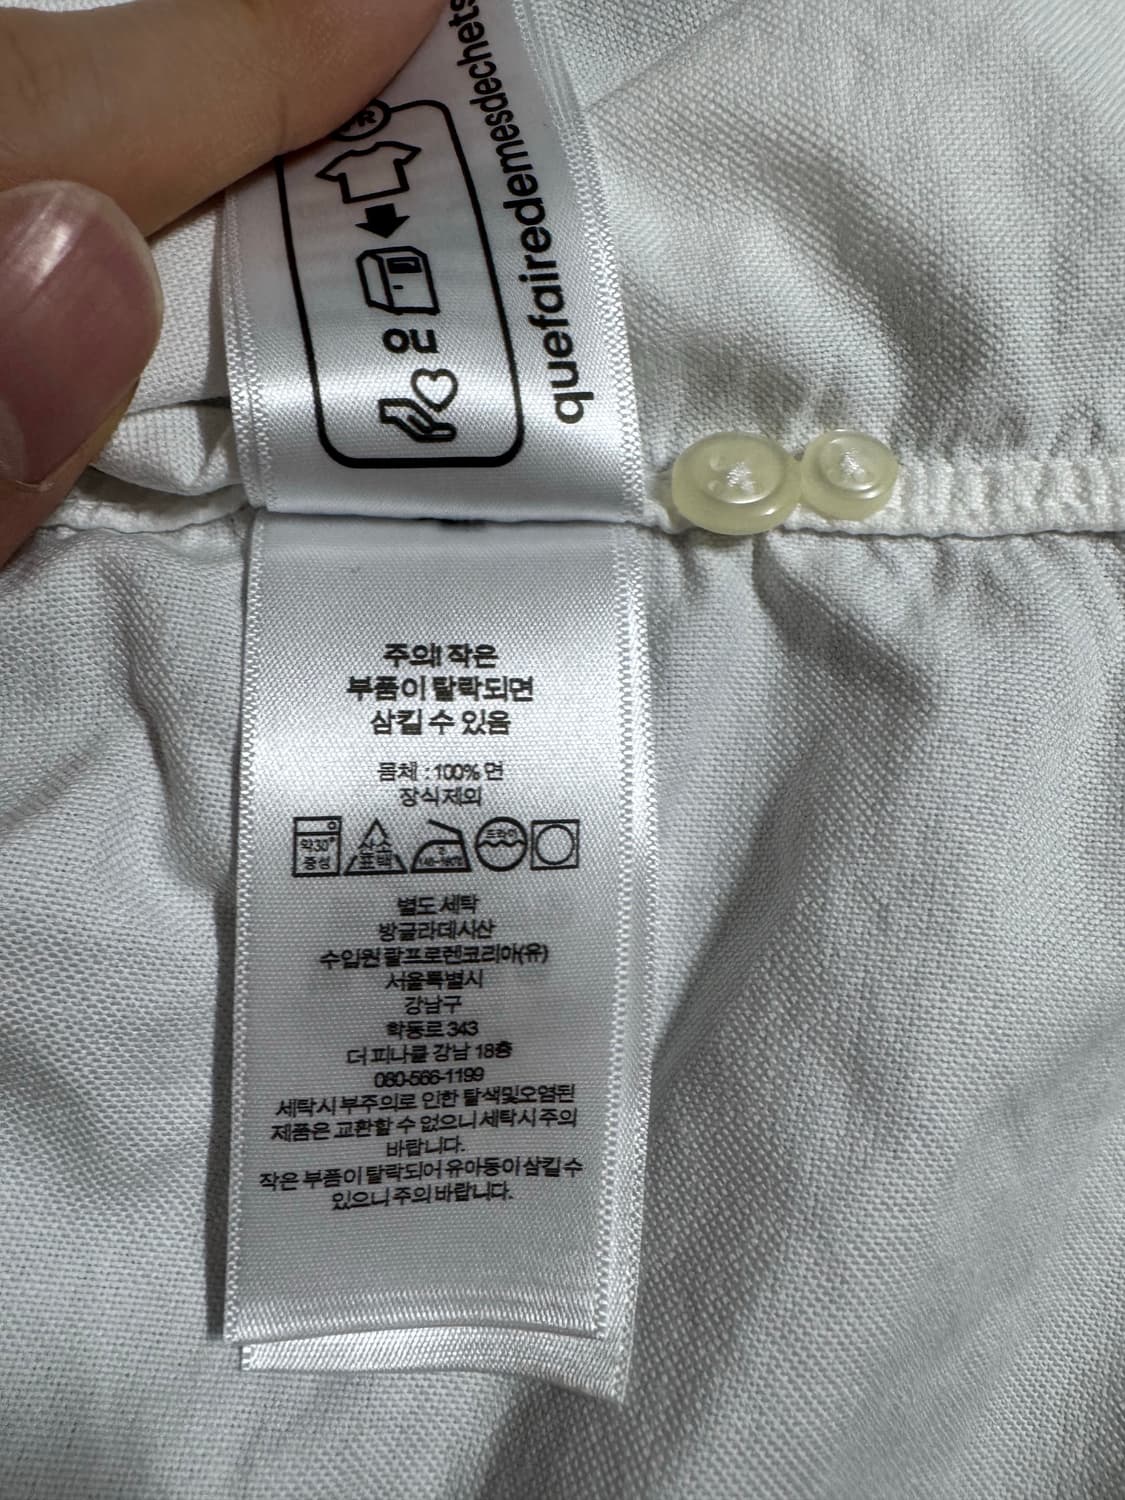 quefairedemesdechets
OU
R
주의! 작은
부품이 탈락되면
삼킬 수 있음
몸체 : 100% 면
장식제외
약30°
중성
산소
표백
드라이
별도 세탁
방글라데시산
수입원 랄프로렌코리아(유)
서울특별시
강남구
학동로 343
더 피나클 강남 18층
080-566-1199
세탁시 부주의로 인한 탈색및오염된
제품은 교환할 수 없으니 세탁시 주의
바랍니다.
작은 부품이 탈락되어 유아등이 삼킬 수
있으니 주의 바랍니다.